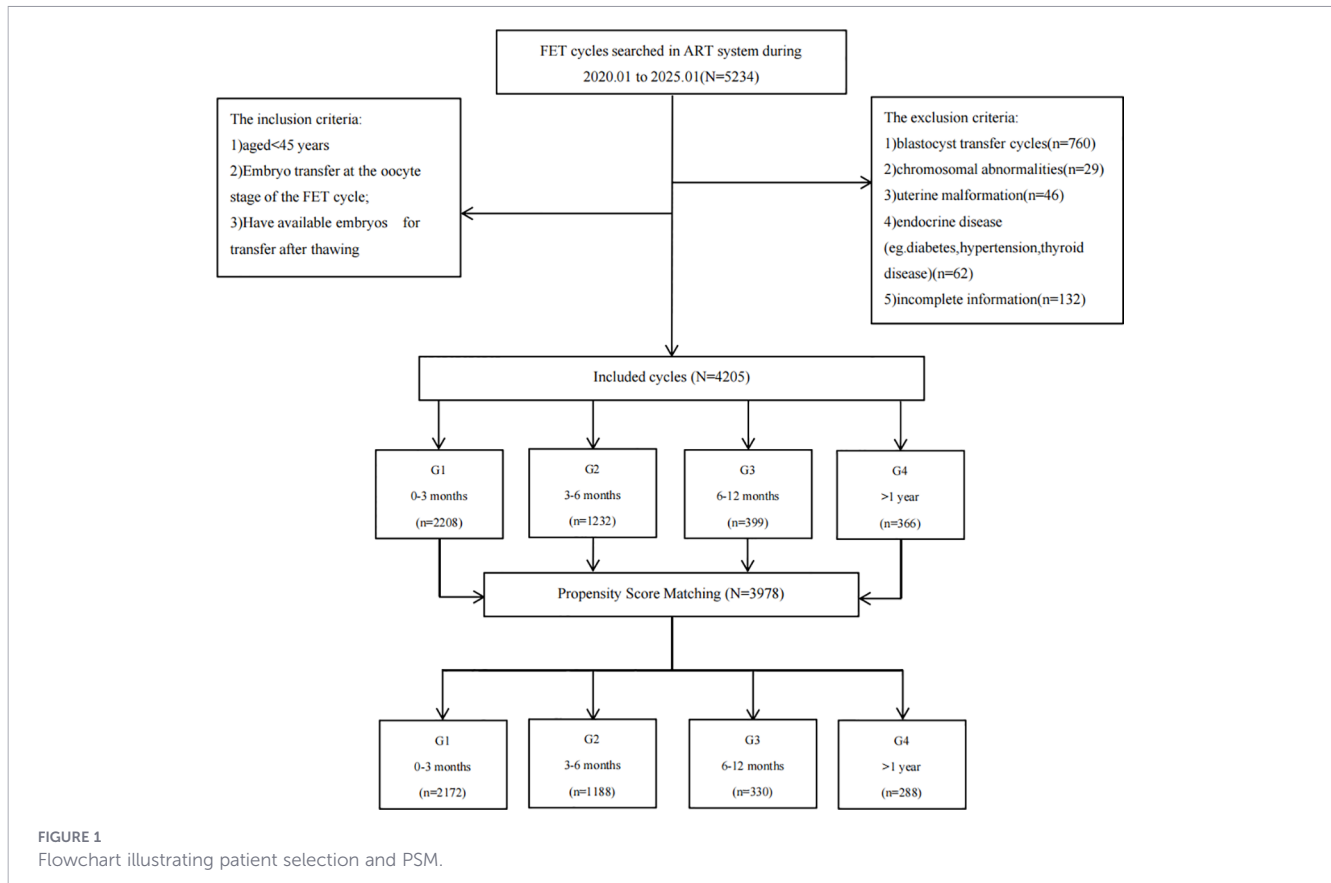 FET cycles searched in ART system during
2020.01 to 2025.01(N=5234)
The inclusion criteria:
1)aged<45 years
2)Embryo transfer at the oocyte
stage of the FET cycle;
3)Have available embryos for
transfer after thawing
The exclusion criteria:
1)blastocyst transfer cycles(n=760)
2)chromosomal abnormalities(n=29)
3)uterine malformation(n=46)
4)endocrine disease
(eg.diabetes,hypertension,thyroid
disease)(n=62)
5)incomplete information(n=132)
Included cycles (N=4205)
G1
0-3 months
(n=2208)
G2
3-6 months
(n=1232)
G3
6-12 months
(n=399)
G4
>1 year
(n=366)
Propensity Score Matching (N=3978)
G1
0-3 months
(n=2172)
G2
3-6 months
(n=1188)
G3
6-12 months
(n=330)
G4
>1 year
(n=288)
FIGURE 1
Flowchart illustrating patient selection and PSM.